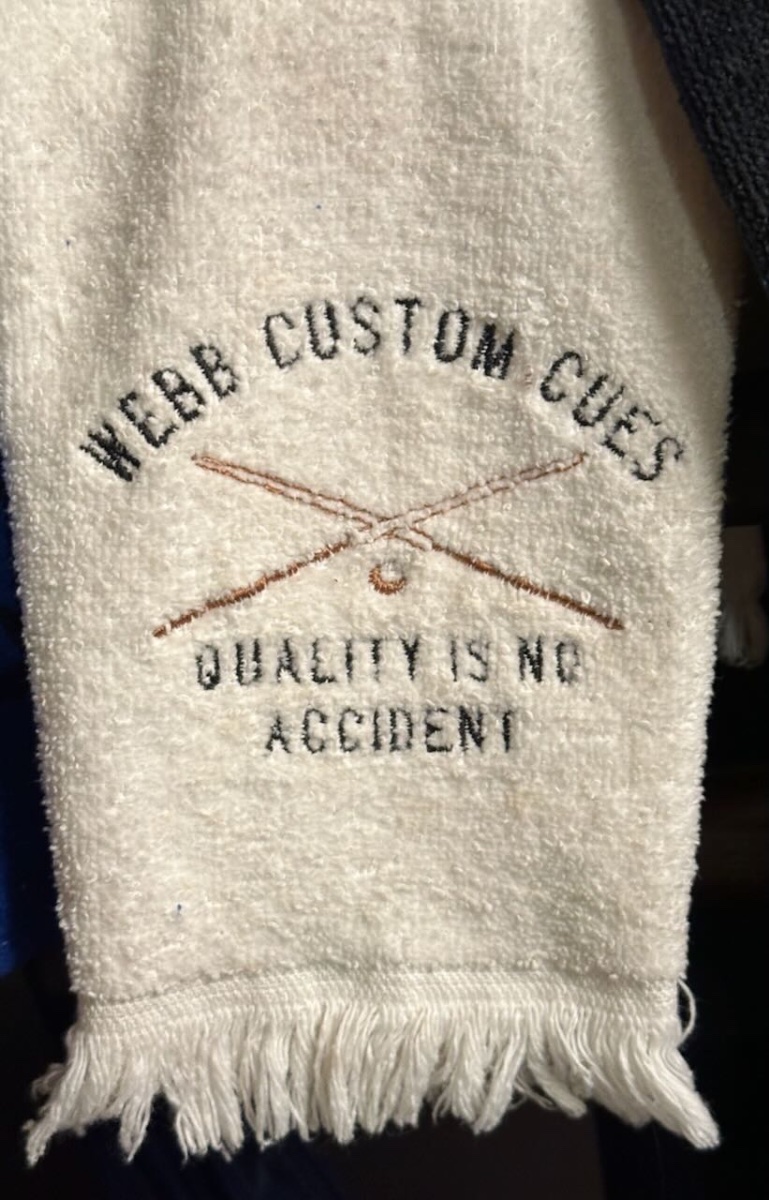 WEBB CUSTOM CUES
QUALITY IS NO
ACCIDENT